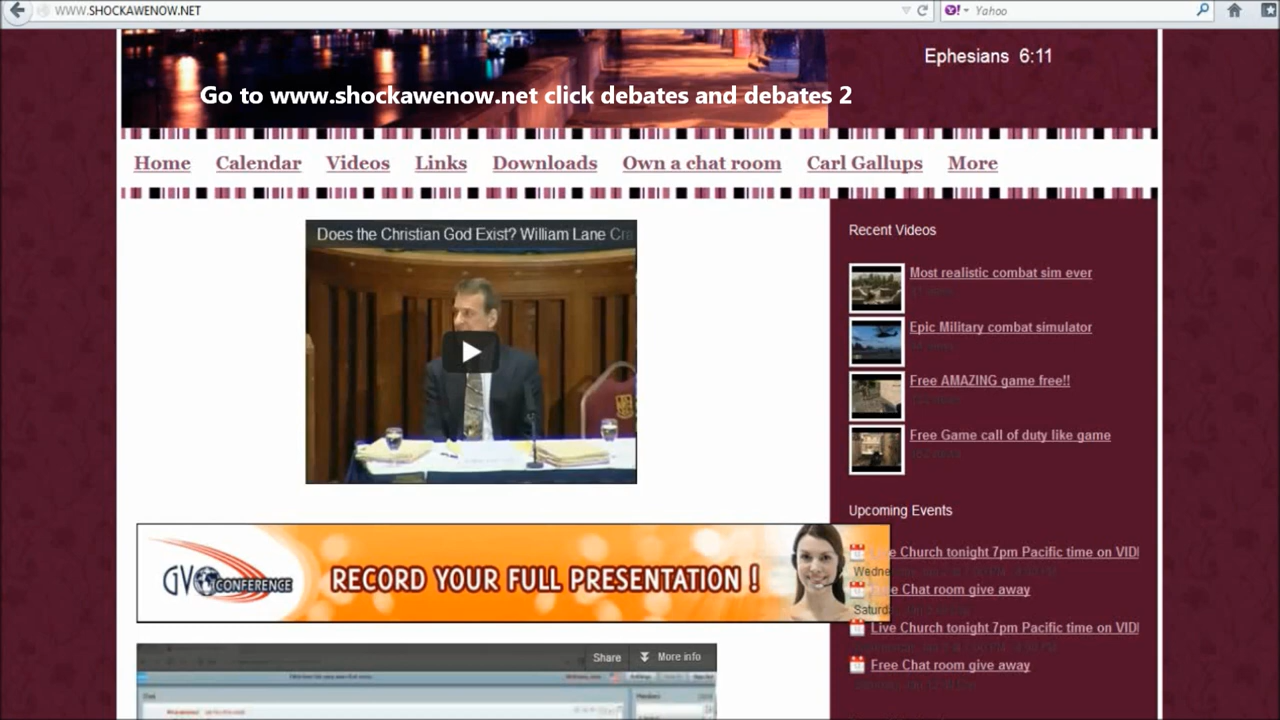 WWW.SHOCKAWENOW.NET
Yahoo
Ephesians 6:11
Go to www.shockawenow.net click debates and debates 2
Home Calendar Videos Links Downloads Own a chat room Carl Gallups More
Does the Christian God Exist? William Lane Cra
Recent Videos
Most realistic combat sim ever
Epic Military combat simulator
Free AMAZING game free!!
Free Game call of duty like game
Upcoming Events
Live Church tonight 7pm Pacific time on VID
Free Chat room give away
Live Church tonight 7pm Pacific time on VID
Free Chat room give away
GVO CONFERENCE
RECORD YOUR FULL PRESENTATION !
Share More info